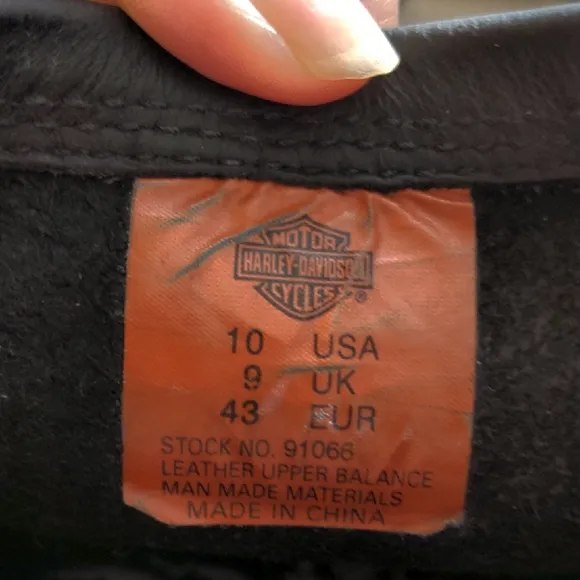 MOTOR
HARLEY-DAVIDSON
CYCLES®
10 USA
9 UK
43 EUR
STOCK NO. 91066
LEATHER UPPER BALANCE
MAN MADE MATERIALS
MADE IN CHINA